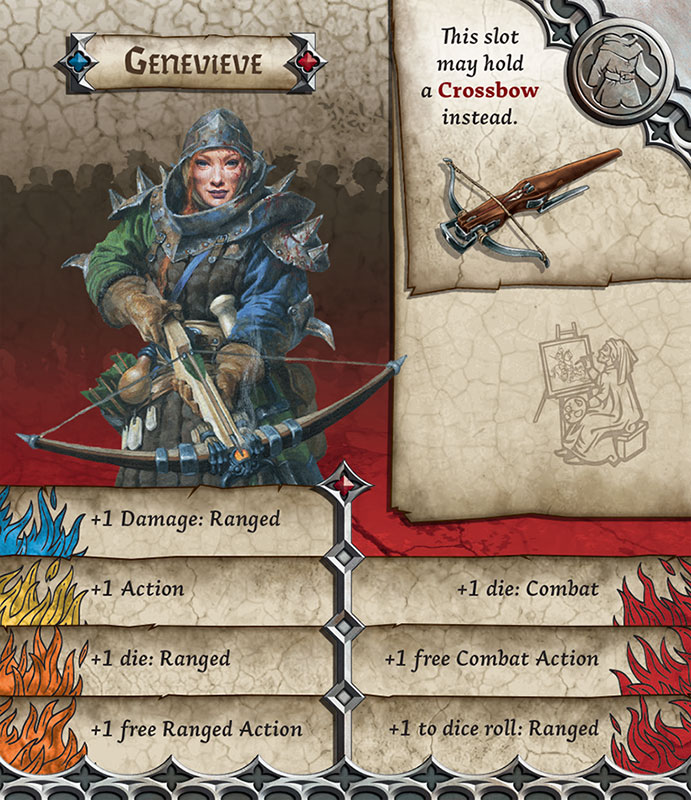 Genevieve
This slot
may hold
a Crossbow
instead.
+1 Damage: Ranged
+1 Action
+1 die: Ranged
+1 free Ranged Action
+1 die: Combat
+1 free Combat Action
+1 to dice roll: Ranged